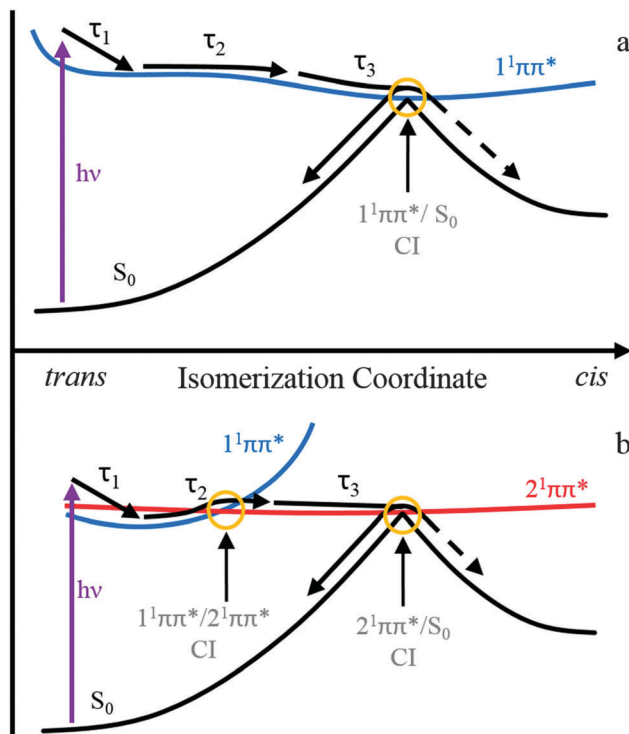 a
τ₁
τ₂
τ₃
1¹ππ*
hν
1¹ππ*/ S₀
CI
S₀
trans Isomerization Coordinate cis
b
1¹ππ*
τ₁
τ₂
τ₃
2¹ππ*
hν
1¹ππ*/2¹ππ*
CI
2¹ππ*/S₀
CI
S₀